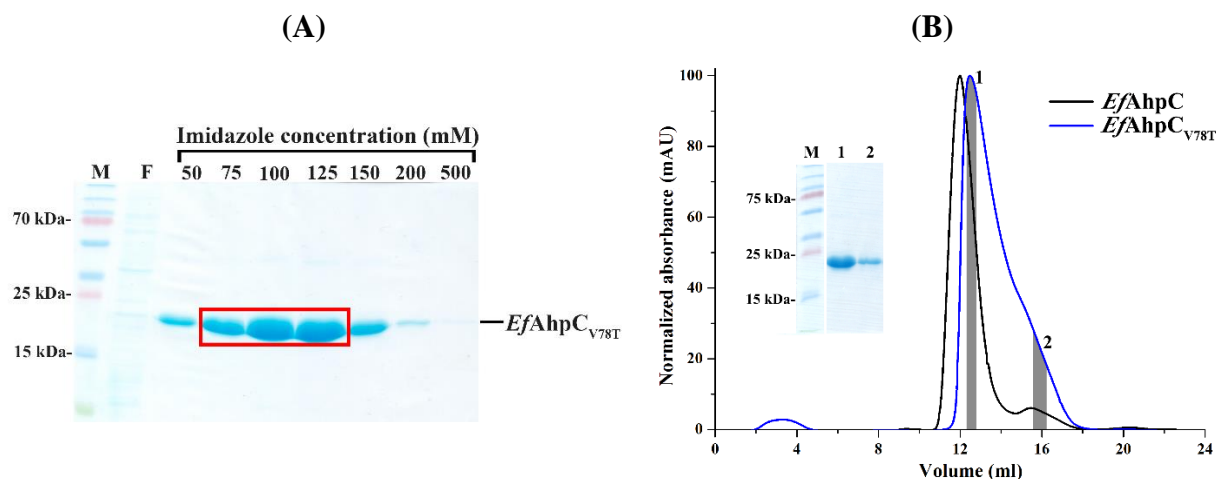 (A)
Imidazole concentration (mM)
M F 50 75 100 125 150 200 500
70 kDa-
25 kDa-
15 kDa-
EfAhpCV78T
(B)
Normalized absorbance (mAU)
100
80
60
40
20
0
0 4 8 12 16 20 24
Volume (ml)
1
2
EfAhpC
EfAhpCV78T
M 1 2
75 kDa-
25 kDa-
15 kDa-